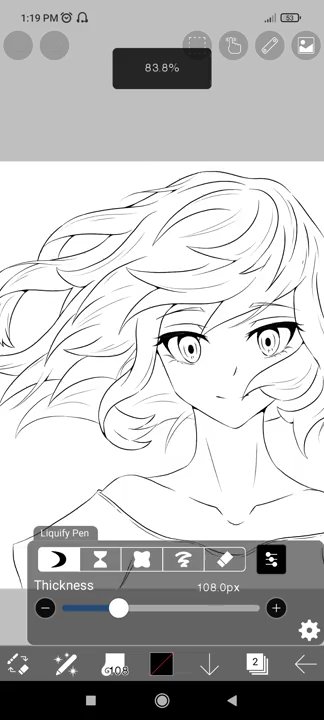 1:19 PM
53
83.8%
Liquify Pen
Thickness
108.0px
108
2